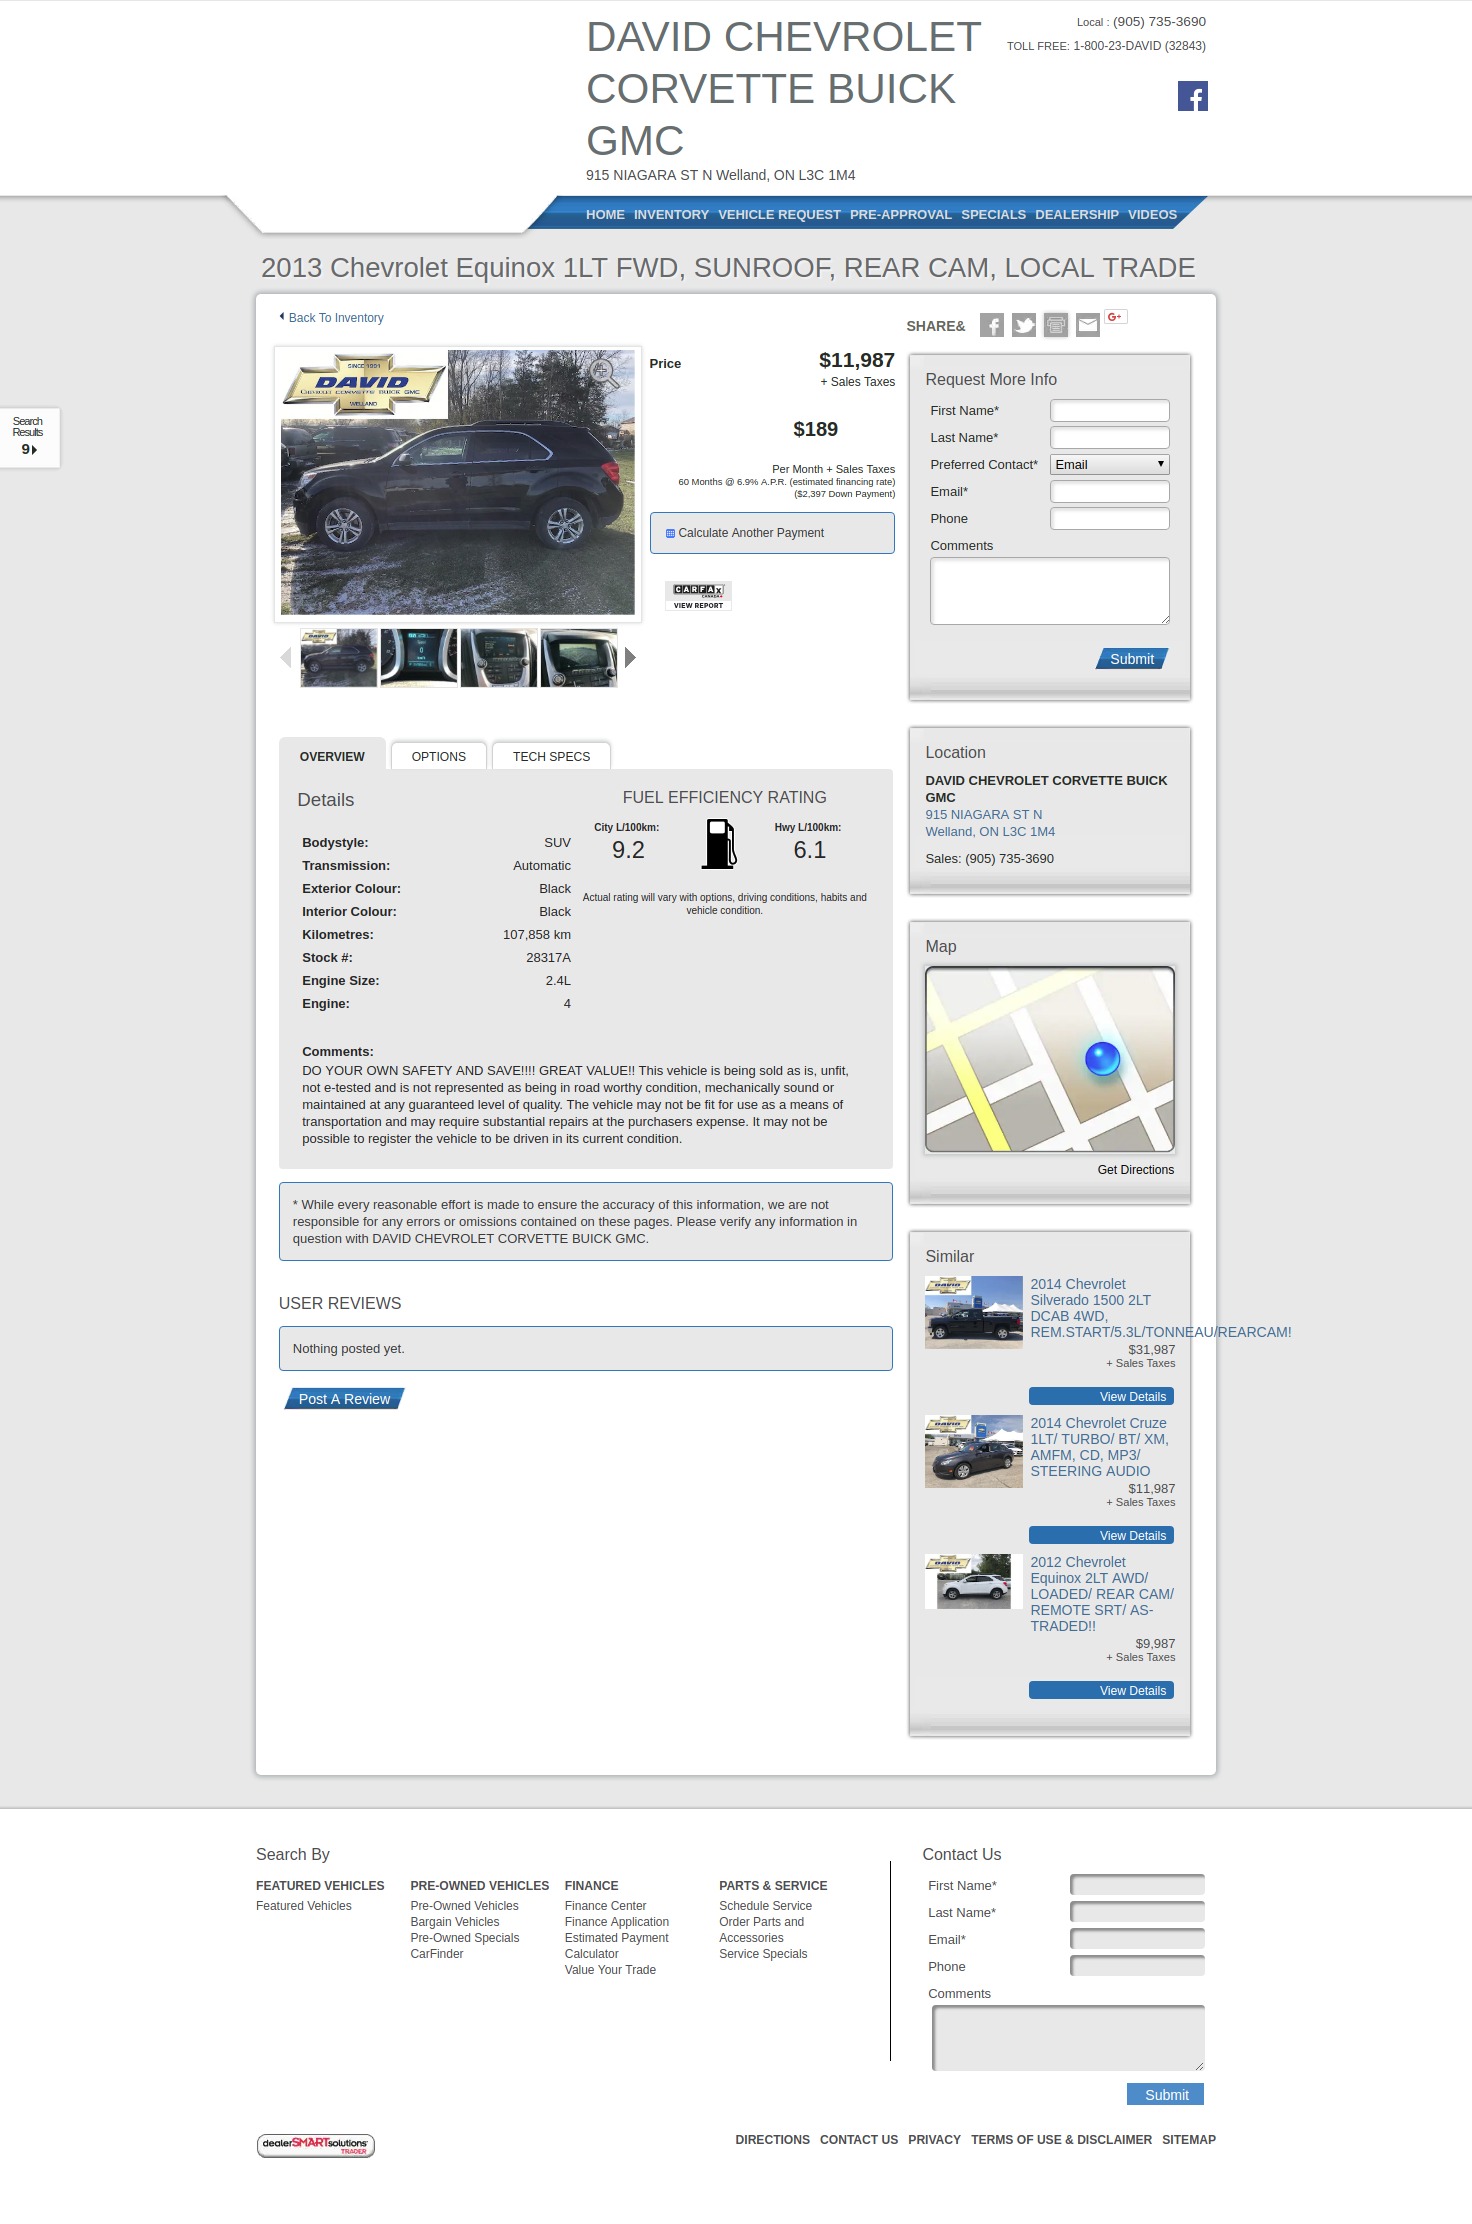 DAVID CHEVROLET
CORVETTE BUICK
GMC
915 NIAGARA ST N Welland, ON L3C 1M4
Local : (905) 735-3690
TOLL FREE: 1-800-23-DAVID (32843)
HOME INVENTORY VEHICLE REQUEST PRE-APPROVAL SPECIALS DEALERSHIP VIDEOS
2013 Chevrolet Equinox 1LT FWD, SUNROOF, REAR CAM, LOCAL TRADE
Search
Results
9
Back To Inventory
SINCE 1991
DAVID
CHEVROLET CORVETTE BUICK GMC
WELLAND
Price $11,987
+ Sales Taxes
$189
Per Month + Sales Taxes
60 Months @ 6.9% A.P.R. (estimated financing rate)
($2,397 Down Payment)
Calculate Another Payment
CARFAX
CANADA
VIEW REPORT
DAVID
SHARE&
G+
Request More Info
First Name*
Last Name*
Preferred Contact* Email
Email*
Phone
Comments
Submit
OVERVIEW OPTIONS TECH SPECS
Details
Bodystyle: SUV
Transmission: Automatic
Exterior Colour: Black
Interior Colour: Black
Kilometres: 107,858 km
Stock #: 28317A
Engine Size: 2.4L
Engine: 4
FUEL EFFICIENCY RATING
City L/100km: Hwy L/100km:
9.2 6.1
Actual rating will vary with options, driving conditions, habits and
vehicle condition.
Comments:
DO YOUR OWN SAFETY AND SAVE!!!! GREAT VALUE!! This vehicle is being sold as is, unfit,
not e-tested and is not represented as being in road worthy condition, mechanically sound or
maintained at any guaranteed level of quality. The vehicle may not be fit for use as a means of
transportation and may require substantial repairs at the purchasers expense. It may not be
possible to register the vehicle to be driven in its current condition.
* While every reasonable effort is made to ensure the accuracy of this information, we are not
responsible for any errors or omissions contained on these pages. Please verify any information in
question with DAVID CHEVROLET CORVETTE BUICK GMC.
USER REVIEWS
Nothing posted yet.
Post A Review
Location
DAVID CHEVROLET CORVETTE BUICK
GMC
915 NIAGARA ST N
Welland, ON L3C 1M4
Sales: (905) 735-3690
Map
Get Directions
Similar
DAVID
2014 Chevrolet
Silverado 1500 2LT
DCAB 4WD,
REM.START/5.3L/TONNEAU/REARCAM!
$31,987
+ Sales Taxes
View Details
DAVID
2014 Chevrolet Cruze
1LT/ TURBO/ BT/ XM,
AMFM, CD, MP3/
STEERING AUDIO
$11,987
+ Sales Taxes
View Details
DAVID
2012 Chevrolet
Equinox 2LT AWD/
LOADED/ REAR CAM/
REMOTE SRT/ AS-
TRADED!!
$9,987
+ Sales Taxes
View Details
Search By
FEATURED VEHICLES
Featured Vehicles
PRE-OWNED VEHICLES
Pre-Owned Vehicles
Bargain Vehicles
Pre-Owned Specials
CarFinder
FINANCE
Finance Center
Finance Application
Estimated Payment
Calculator
Value Your Trade
PARTS & SERVICE
Schedule Service
Order Parts and
Accessories
Service Specials
Contact Us
First Name*
Last Name*
Email*
Phone
Comments
Submit
dealerSMARTsolutions
TRADER
DIRECTIONS CONTACT US PRIVACY TERMS OF USE & DISCLAIMER SITEMAP